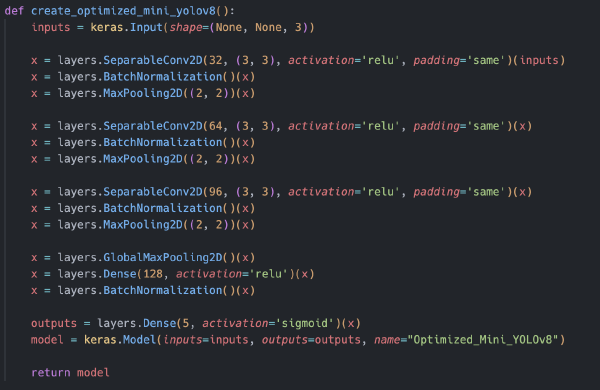 def create_optimized_mini_yolov8():
    inputs = keras.Input(shape=(None, None, 3))

    x = layers.SeparableConv2D(32, (3, 3), activation='relu', padding='same')(inputs)
    x = layers.BatchNormalization()(x)
    x = layers.MaxPooling2D((2, 2))(x)

    x = layers.SeparableConv2D(64, (3, 3), activation='relu', padding='same')(x)
    x = layers.BatchNormalization()(x)
    x = layers.MaxPooling2D((2, 2))(x)

    x = layers.SeparableConv2D(96, (3, 3), activation='relu', padding='same')(x)
    x = layers.BatchNormalization()(x)
    x = layers.MaxPooling2D((2, 2))(x)

    x = layers.GlobalMaxPooling2D()(x)
    x = layers.Dense(128, activation='relu')(x)
    x = layers.BatchNormalization()(x)

    outputs = layers.Dense(5, activation='sigmoid')(x)
    model = keras.Model(inputs=inputs, outputs=outputs, name="Optimized_Mini_YOLOv8")

    return model